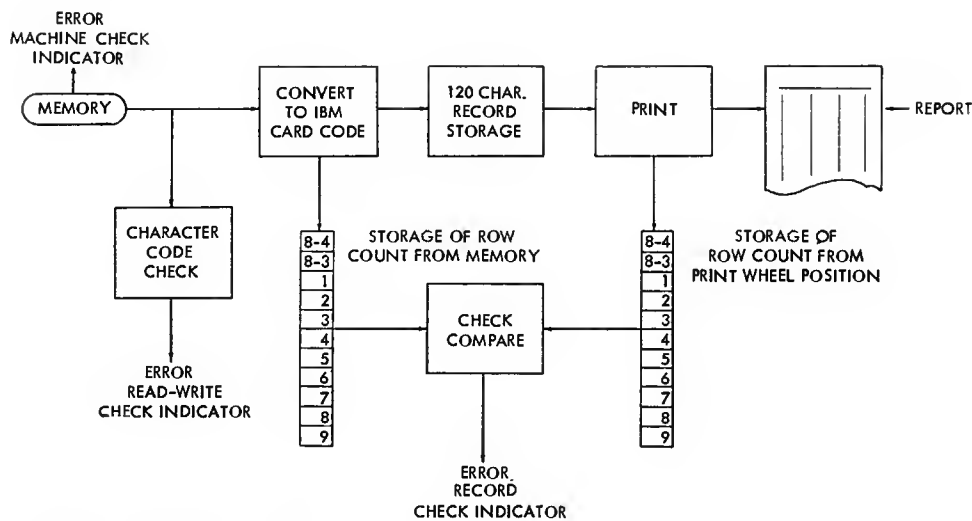 ERROR
MACHINE CHECK
INDICATOR
MEMORY
CONVERT
TO IBM
CARD CODE
120 CHAR.
RECORD
STORAGE
PRINT
REPORT
CHARACTER
CODE
CHECK
ERROR
READ-WRITE
CHECK INDICATOR
8-4
8-3
1
2
3
4
5
6
7
8
9
STORAGE OF ROW
COUNT FROM MEMORY
CHECK
COMPARE
ERROR
RECORD
CHECK INDICATOR
8-4
8-3
1
2
3
4
5
6
7
8
9
STORAGE OF
ROW COUNT FROM
PRINT WHEEL POSITION